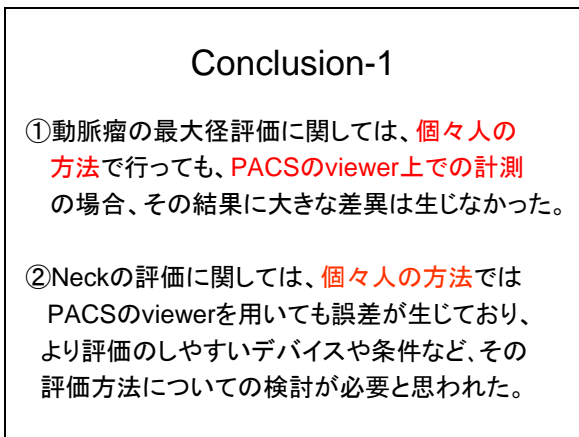 Conclusion-1
①動脈瘤の最大径評価に関しては、個々人の
方法で行っても、PACSのviewer上での計測
の場合、その結果に大きな差異は生じなかった。
②Neckの評価に関しては、個々人の方法では
PACSのviewerを用いても誤差が生じており、
より評価のしやすいデバイスや条件など、その
評価方法についての検討が必要と思われた。